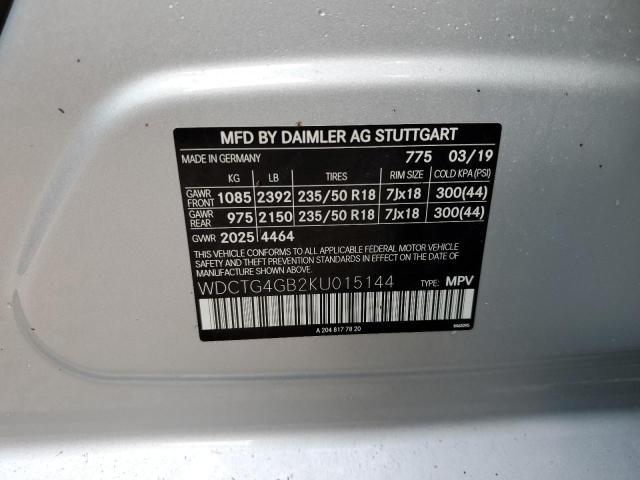 MFD BY DAIMLER AG STUTTGART
MADE IN GERMANY 775 03/19
KG LB TIRES RIM SIZE COLD KPA (PSI)
GAWR FRONT 1085 2392 235/50 R18 7Jx18 300(44)
GAWR REAR 975 2150 235/50 R18 7Jx18 300(44)
GVWR 2025 4464
THIS VEHICLE CONFORMS TO ALL APPLICABLE FEDERAL MOTOR VEHICLE
SAFETY AND THEFT PREVENTION STANDARDS IN EFFECT ON THE DATE OF
MANUFACTURE SHOWN ABOVE.
WDCTG4GB2KU015144 TYPE: MPV
A 204 817 78 20